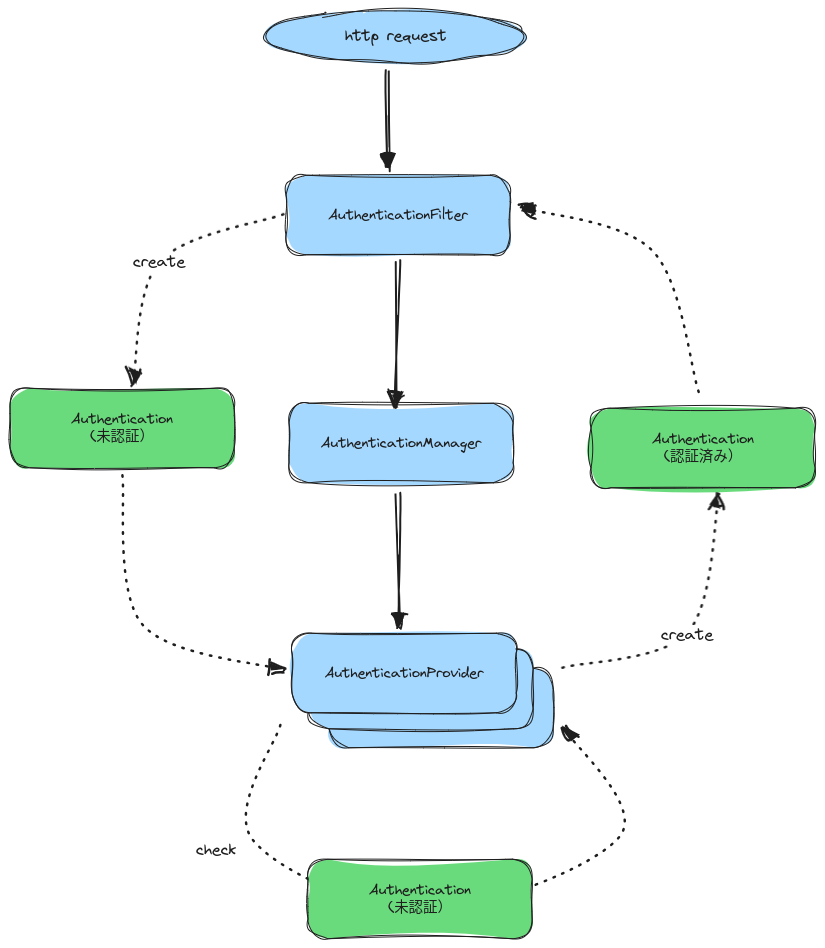 http request
AuthenticationFilter
create
Authentication
(未認証)
AuthenticationManager
Authentication
(認証済み)
create
AuthenticationProvider
check
Authentication
(未認証)